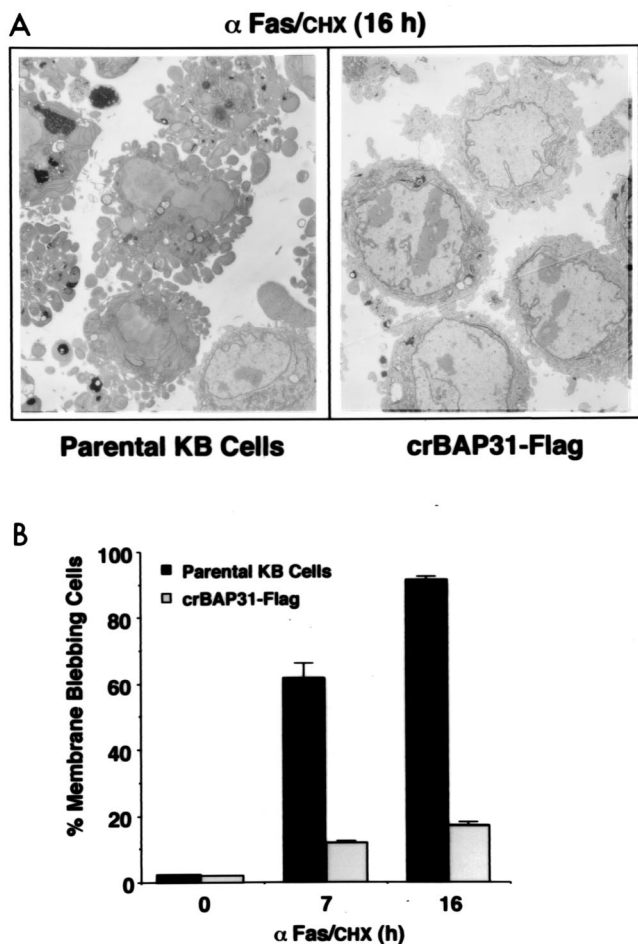 A
α Fas/CHX (16 h)
Parental KB Cells
crBAP31-Flag
B
% Membrane Blebbing Cells
100
80
60
40
20
0
Parental KB Cells
crBAP31-Flag
0
7
16
α Fas/CHX (h)